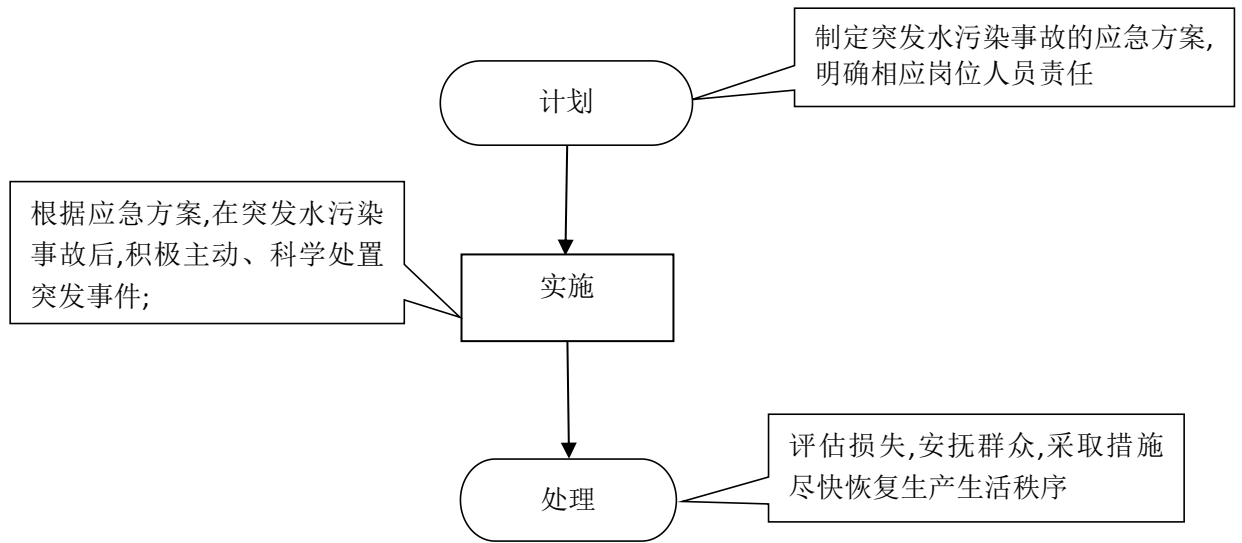 制定突发水污染事故的应急方案,
明确相应岗位人员责任
计划
根据应急方案,在突发水污染
事故后,积极主动、科学处置
突发事件;
实施
评估损失,安抚群众,采取措施
尽快恢复生产生活秩序
处理